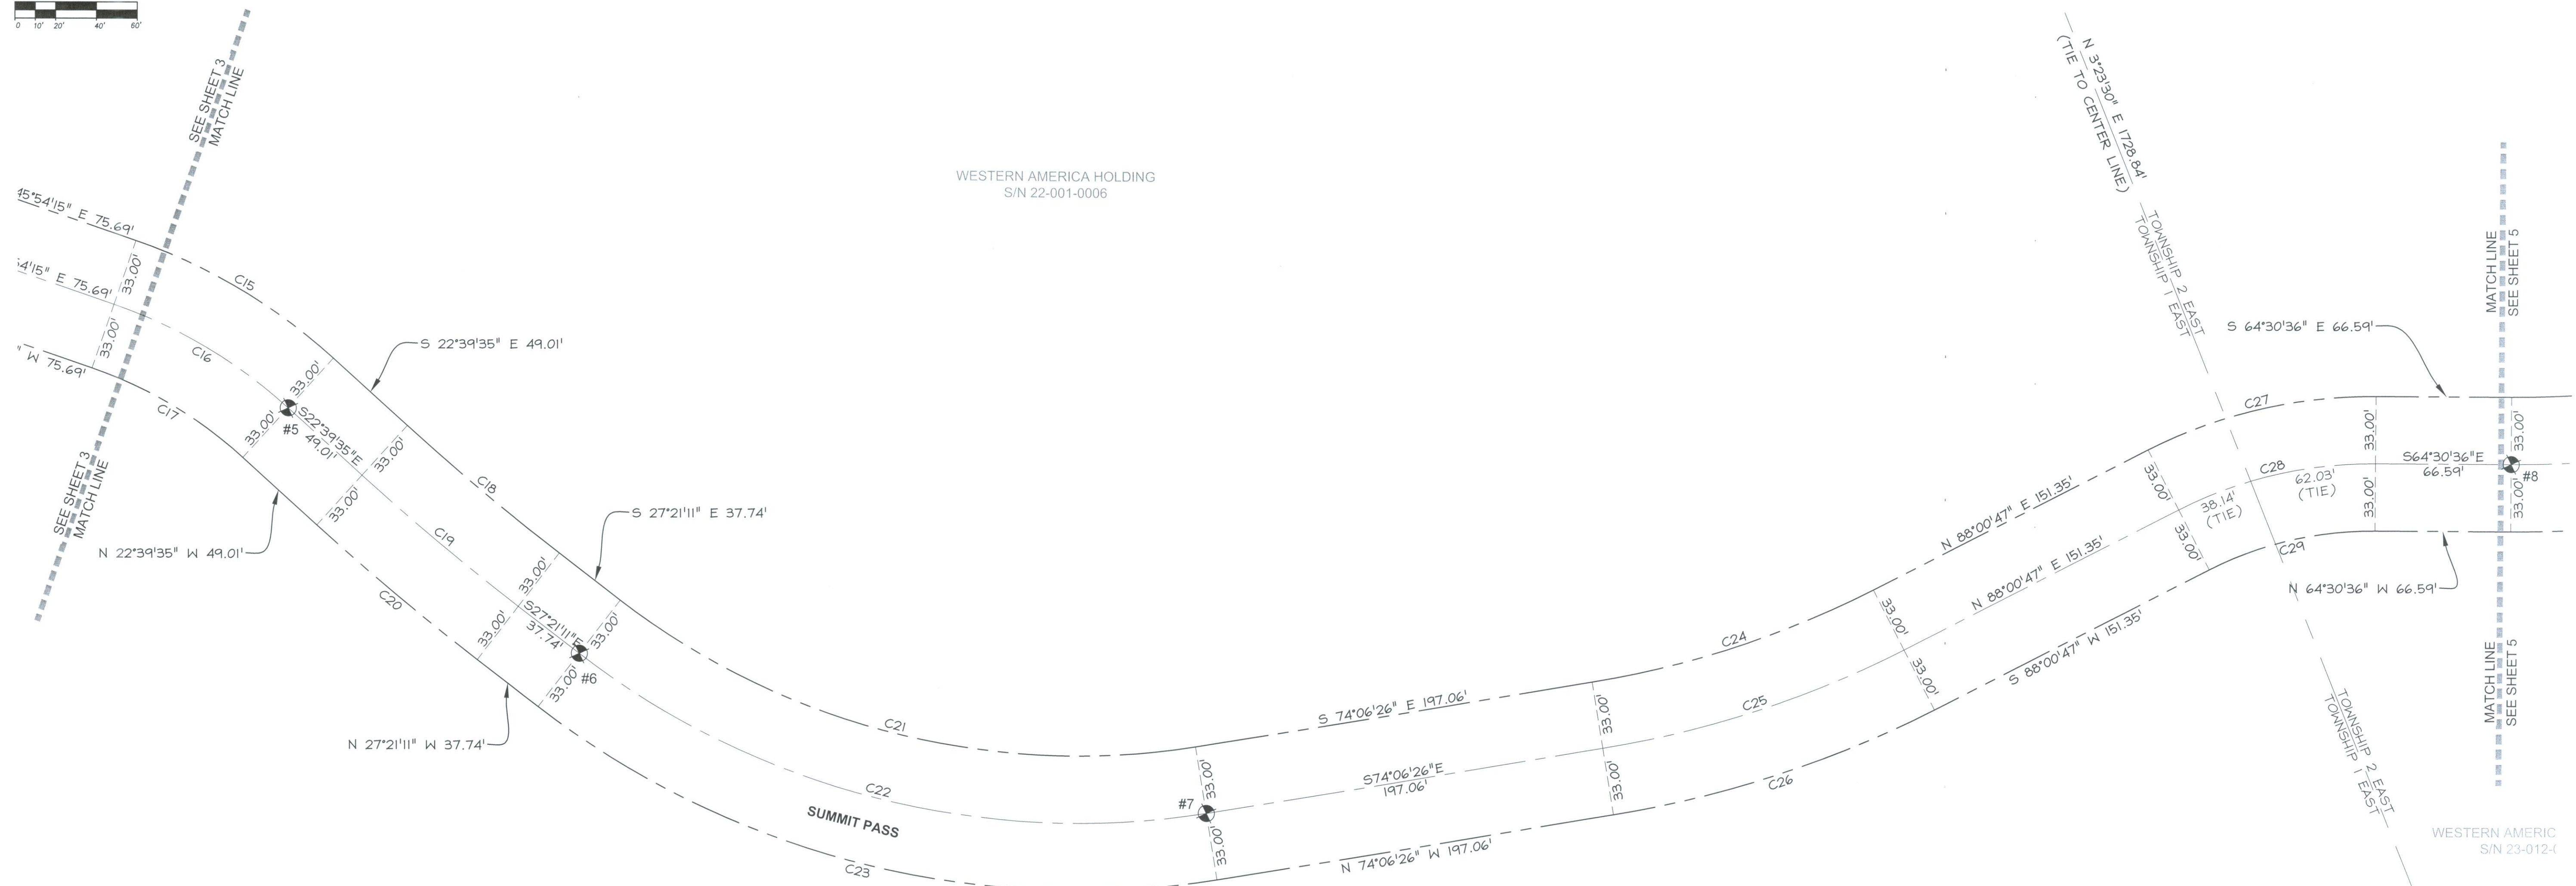 0 10' 20' 40' 60'
SEE SHEET 3
MATCH LINE
45°54'15" E 75.69'
54'15" E 75.69'
" W 75.69'
33.00'
33.00'
C15
C16
C17
SEE SHEET 3
MATCH LINE
WESTERN AMERICA HOLDING
S/N 22-001-0006
S 22°39'35" E 49.01'
33.00'
33.00'
#5
S22°39'35"E
49.01'
33.00'
33.00'
N 22°39'35" W 49.01'
C18
C19
C20
S 27°21'11" E 37.74'
33.00'
33.00'
S27°21'11"E
37.74'
33.00'
33.00'
#6
N 27°21'11" W 37.74'
C21
C22
SUMMIT PASS
C23
#7
33.00'
33.00'
S 74°06'26" E 197.06'
S74°06'26"E
197.06'
N 74°06'26" W 197.06'
33.00'
33.00'
C24
C25
C26
33.00'
33.00'
N 88°00'47" E 151.35'
N 88°00'47" E 151.35'
S 88°00'47" W 151.35'
N 3°23'30" E 1728.84'
(TIE TO CENTER LINE)
TOWNSHIP 2 EAST
TOWNSHIP 1 EAST
33.00'
33.00'
38.14'
(TIE)
C27
C28
62.03'
(TIE)
C29
S 64°30'36" E 66.59'
33.00'
33.00'
S64°30'36"E
66.59'
N 64°30'36" W 66.59'
33.00'
33.00'
#8
MATCH LINE
SEE SHEET 5
MATCH LINE
SEE SHEET 5
TOWNSHIP 2 EAST
TOWNSHIP 1 EAST
WESTERN AMERIC
S/N 23-012-(